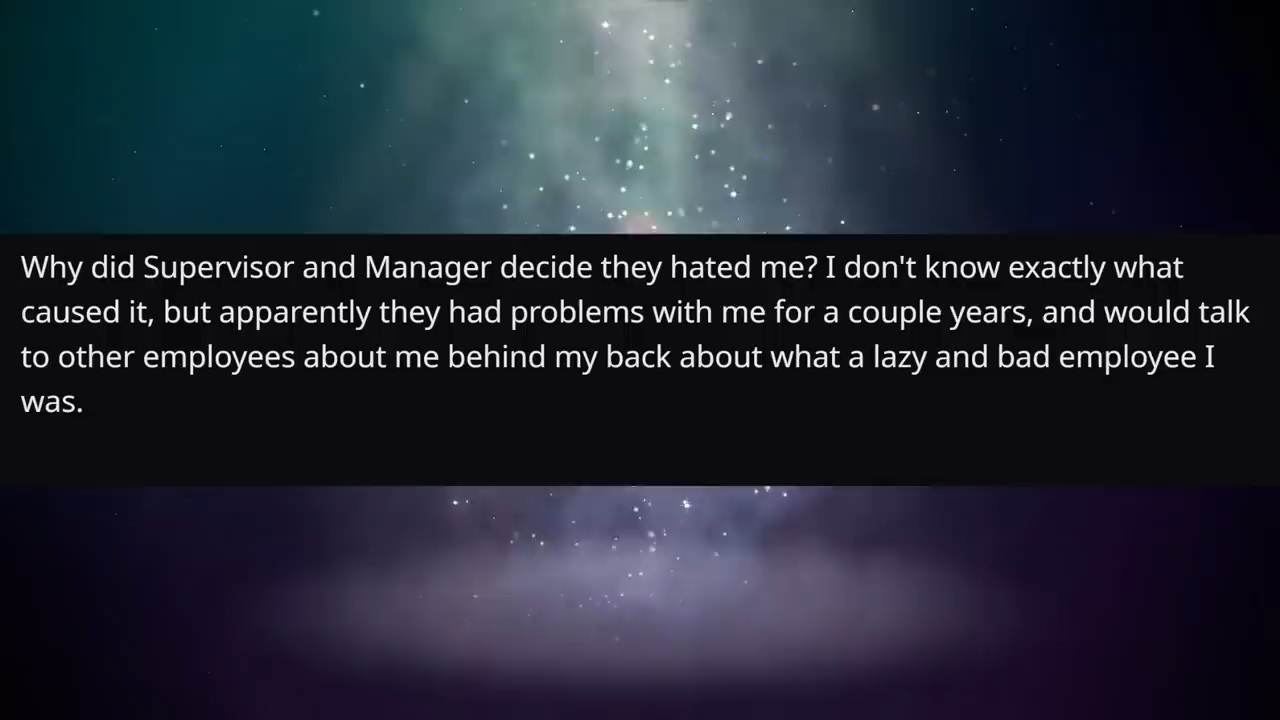 Why did Supervisor and Manager decide they hated me? I don't know exactly what
caused it, but apparently they had problems with me for a couple years, and would talk
to other employees about me behind my back about what a lazy and bad employee I
was.